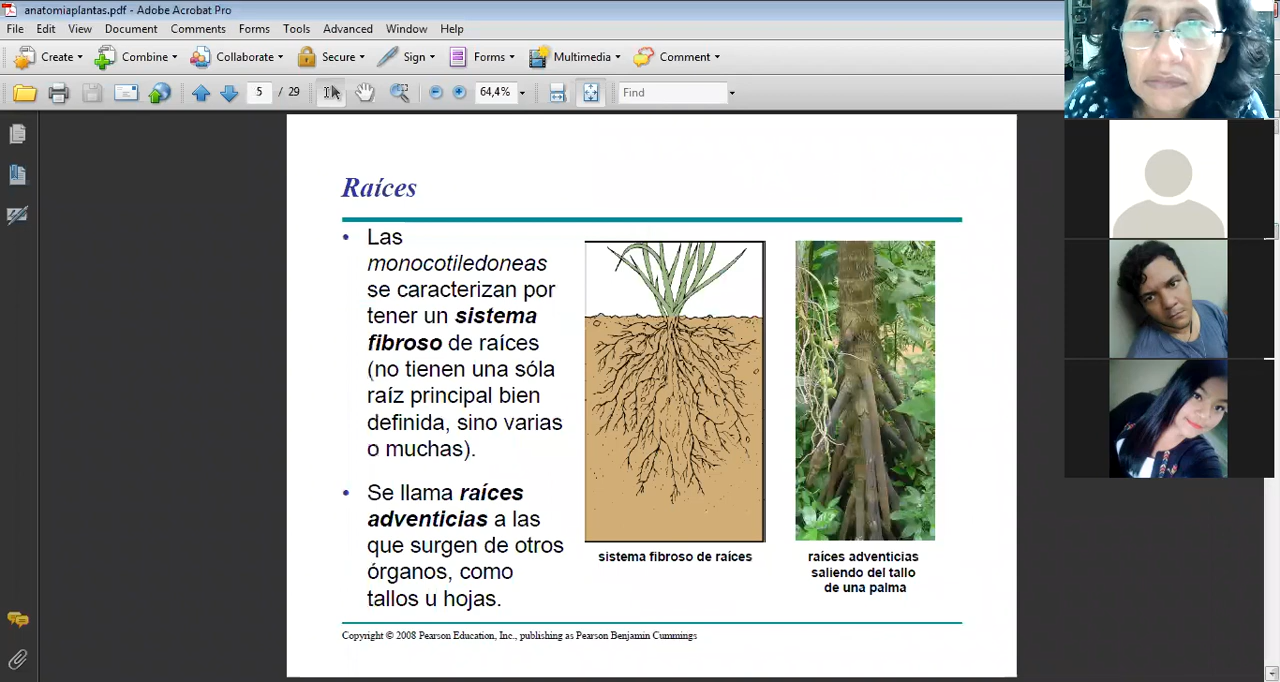 anatomiaplantas.pdf - Adobe Acrobat Pro
File Edit View Document Comments Forms Tools Advanced Window Help
Create Combine Collaborate Secure Sign Forms Multimedia Comment
5 / 29 64,4% Find
Raíces
• Las
monocotiledoneas
se caracterizan por
tener un sistema
fibroso de raíces
(no tienen una sóla
raíz principal bien
definida, sino varias
o muchas).
• Se llama raíces
adventicias a las
que surgen de otros
órganos, como
tallos u hojas.
sistema fibroso de raíces
raíces adventicias
saliendo del tallo
de una palma
Copyright © 2008 Pearson Education, Inc., publishing as Pearson Benjamin Cummings